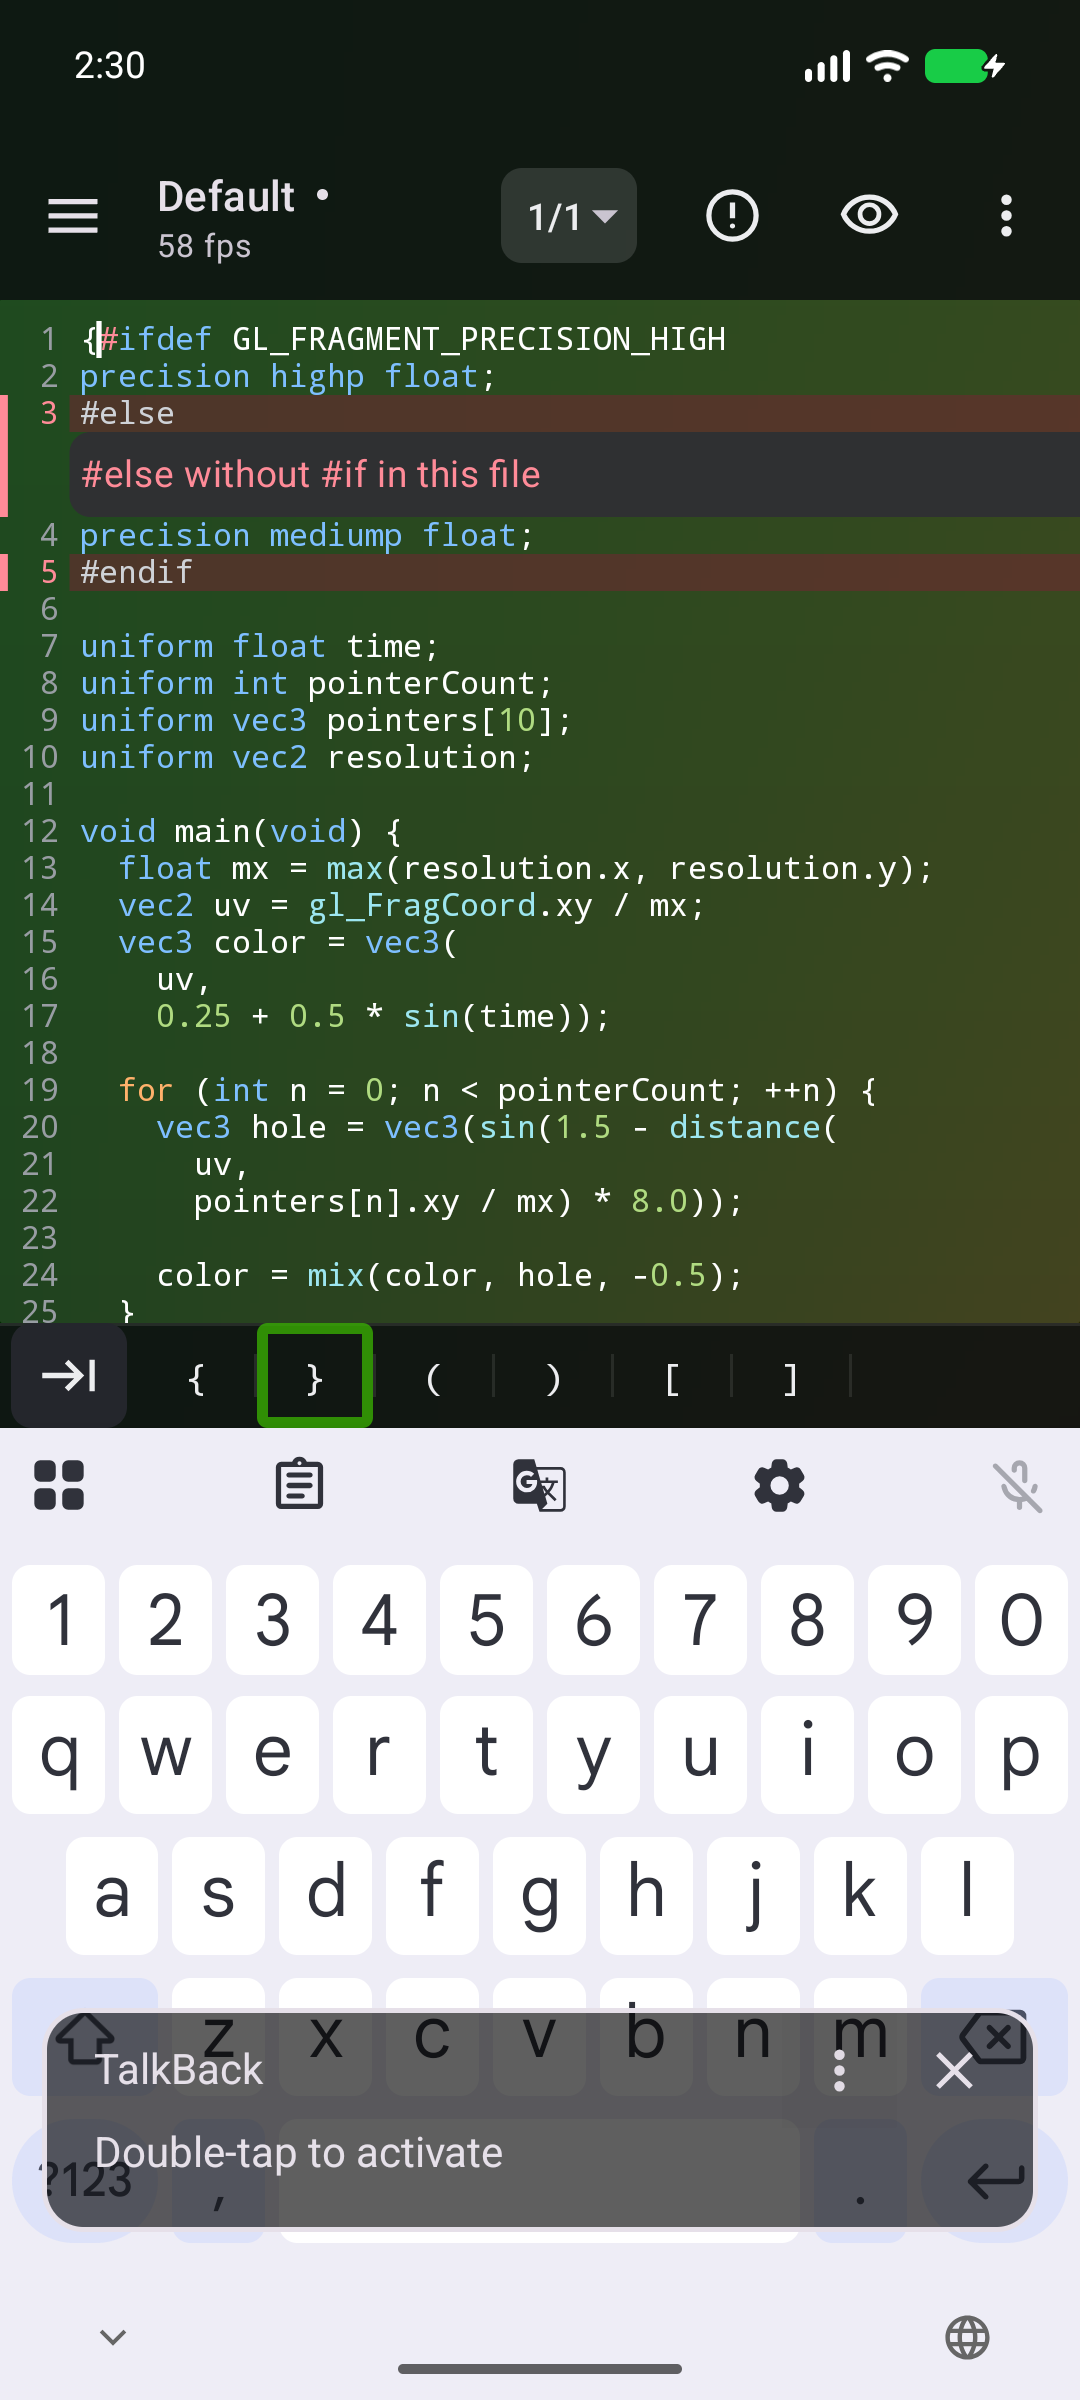 2:30
Default •
58 fps
1/1
1 {#ifdef GL_FRAGMENT_PRECISION_HIGH
2 precision highp float;
3 #else
#else without #if in this file
4 precision mediump float;
5 #endif
6
7 uniform float time;
8 uniform int pointerCount;
9 uniform vec3 pointers[10];
10 uniform vec2 resolution;
11
12 void main(void) {
13   float mx = max(resolution.x, resolution.y);
14   vec2 uv = gl_FragCoord.xy / mx;
15   vec3 color = vec3(
16     uv,
17     0.25 + 0.5 * sin(time));
18
19   for (int n = 0; n < pointerCount; ++n) {
20     vec3 hole = vec3(sin(1.5 - distance(
21       uv,
22       pointers[n].xy / mx) * 8.0));
23
24     color = mix(color, hole, -0.5);
25   }
{ } ( ) [ ]
1 2 3 4 5 6 7 8 9 0
q w e r t y u i o p
a s d f g h j k l
z x c v b n m
TalkBack
Double-tap to activate
?123 , .